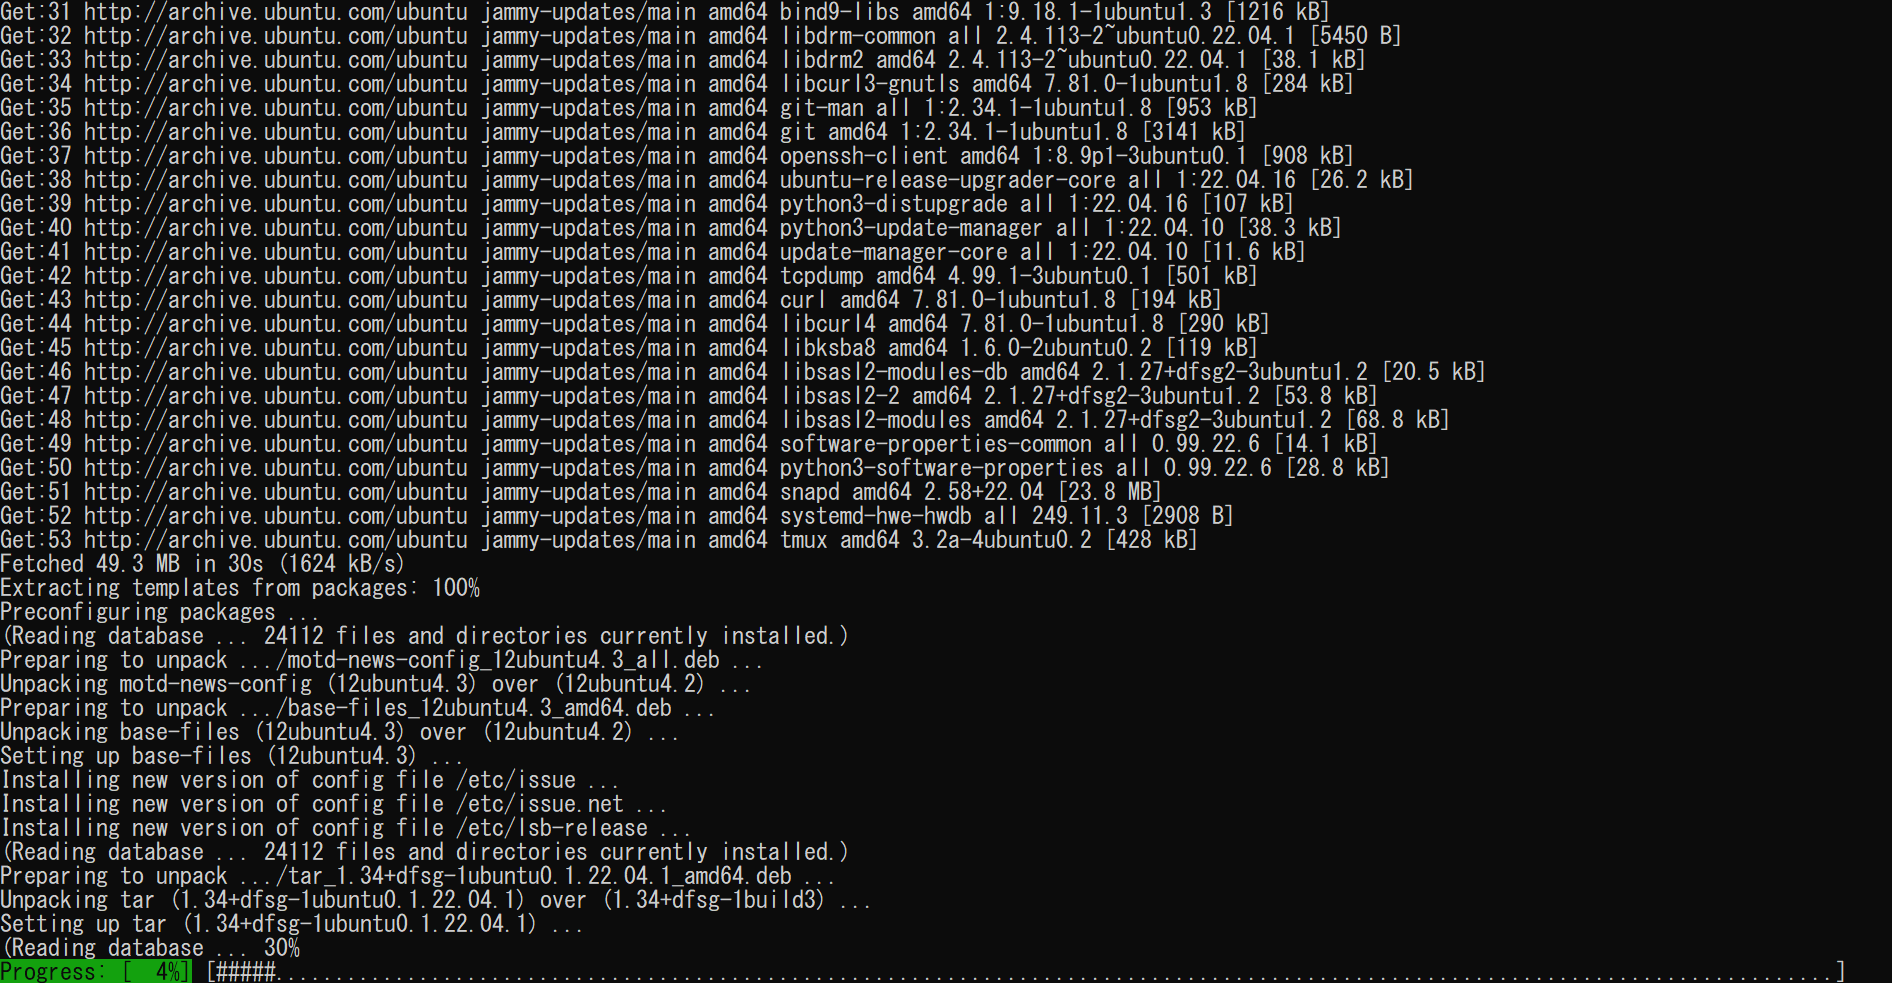 Get:31 http://archive.ubuntu.com/ubuntu jammy-updates/main amd64 bind9-libs amd64 1:9.18.1-1ubuntu1.3 [1216 kB]
Get:32 http://archive.ubuntu.com/ubuntu jammy-updates/main amd64 libdrm-common all 2.4.113-2~ubuntu0.22.04.1 [5450 B]
Get:33 http://archive.ubuntu.com/ubuntu jammy-updates/main amd64 libdrm2 amd64 2.4.113-2~ubuntu0.22.04.1 [38.1 kB]
Get:34 http://archive.ubuntu.com/ubuntu jammy-updates/main amd64 libcurl3-gnutls amd64 7.81.0-1ubuntu1.8 [284 kB]
Get:35 http://archive.ubuntu.com/ubuntu jammy-updates/main amd64 git-man all 1:2.34.1-1ubuntu1.8 [953 kB]
Get:36 http://archive.ubuntu.com/ubuntu jammy-updates/main amd64 git amd64 1:2.34.1-1ubuntu1.8 [3141 kB]
Get:37 http://archive.ubuntu.com/ubuntu jammy-updates/main amd64 openssh-client amd64 1:8.9p1-3ubuntu0.1 [908 kB]
Get:38 http://archive.ubuntu.com/ubuntu jammy-updates/main amd64 ubuntu-release-upgrader-core all 1:22.04.16 [26.2 kB]
Get:39 http://archive.ubuntu.com/ubuntu jammy-updates/main amd64 python3-distupgrade all 1:22.04.16 [107 kB]
Get:40 http://archive.ubuntu.com/ubuntu jammy-updates/main amd64 python3-update-manager all 1:22.04.10 [38.3 kB]
Get:41 http://archive.ubuntu.com/ubuntu jammy-updates/main amd64 update-manager-core all 1:22.04.10 [11.6 kB]
Get:42 http://archive.ubuntu.com/ubuntu jammy-updates/main amd64 tcpdump amd64 4.99.1-3ubuntu0.1 [501 kB]
Get:43 http://archive.ubuntu.com/ubuntu jammy-updates/main amd64 curl amd64 7.81.0-1ubuntu1.8 [194 kB]
Get:44 http://archive.ubuntu.com/ubuntu jammy-updates/main amd64 libcurl4 amd64 7.81.0-1ubuntu1.8 [290 kB]
Get:45 http://archive.ubuntu.com/ubuntu jammy-updates/main amd64 libksba8 amd64 1.6.0-2ubuntu0.2 [119 kB]
Get:46 http://archive.ubuntu.com/ubuntu jammy-updates/main amd64 libsasl2-modules-db amd64 2.1.27+dfsg2-3ubuntu1.2 [20.5 kB]
Get:47 http://archive.ubuntu.com/ubuntu jammy-updates/main amd64 libsasl2-2 amd64 2.1.27+dfsg2-3ubuntu1.2 [53.8 kB]
Get:48 http://archive.ubuntu.com/ubuntu jammy-updates/main amd64 libsasl2-modules amd64 2.1.27+dfsg2-3ubuntu1.2 [68.8 kB]
Get:49 http://archive.ubuntu.com/ubuntu jammy-updates/main amd64 software-properties-common all 0.99.22.6 [14.1 kB]
Get:50 http://archive.ubuntu.com/ubuntu jammy-updates/main amd64 python3-software-properties all 0.99.22.6 [28.8 kB]
Get:51 http://archive.ubuntu.com/ubuntu jammy-updates/main amd64 snapd amd64 2.58+22.04 [23.8 MB]
Get:52 http://archive.ubuntu.com/ubuntu jammy-updates/main amd64 systemd-hwe-hwdb all 249.11.3 [2908 B]
Get:53 http://archive.ubuntu.com/ubuntu jammy-updates/main amd64 tmux amd64 3.2a-4ubuntu0.2 [428 kB]
Fetched 49.3 MB in 30s (1624 kB/s)
Extracting templates from packages: 100%
Preconfiguring packages ...
(Reading database ... 24112 files and directories currently installed.)
Preparing to unpack .../motd-news-config_12ubuntu4.3_all.deb ...
Unpacking motd-news-config (12ubuntu4.3) over (12ubuntu4.2) ...
Preparing to unpack .../base-files_12ubuntu4.3_amd64.deb ...
Unpacking base-files (12ubuntu4.3) over (12ubuntu4.2) ...
Setting up base-files (12ubuntu4.3) ...
Installing new version of config file /etc/issue ...
Installing new version of config file /etc/issue.net ...
Installing new version of config file /etc/lsb-release ...
(Reading database ... 24112 files and directories currently installed.)
Preparing to unpack .../tar_1.34+dfsg-1ubuntu0.1.22.04.1_amd64.deb ...
Unpacking tar (1.34+dfsg-1ubuntu0.1.22.04.1) over (1.34+dfsg-1build3) ...
Setting up tar (1.34+dfsg-1ubuntu0.1.22.04.1) ...
(Reading database ... 30%
Progress: [  4%] [#####..................................................................................................................................]